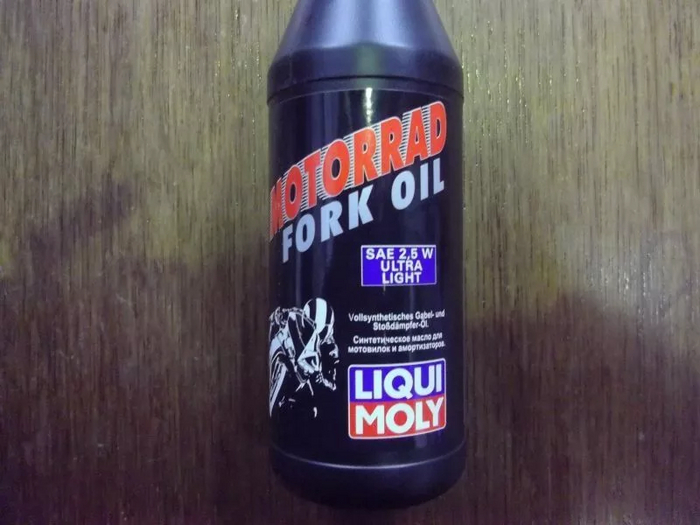 MOTORRAD
FORK OIL
SAE 2,5 W
ULTRA
LIGHT
Vollsynthetisches Gabel- und
Stoßdämpfer-Öl.
Синтетическое масло для
мотовилок и амортизаторов.
LIQUI
MOLY